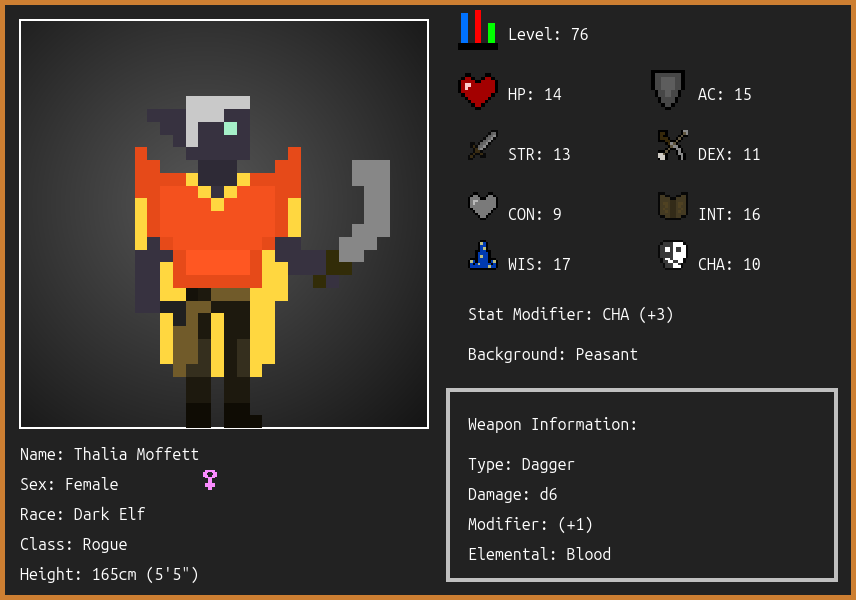 Level: 76
HP: 14
AC: 15
STR: 13
DEX: 11
CON: 9
INT: 16
WIS: 17
CHA: 10
Stat Modifier: CHA (+3)
Background: Peasant
Weapon Information:
Type: Dagger
Damage: d6
Modifier: (+1)
Elemental: Blood
Name: Thalia Moffett
Sex: Female
Race: Dark Elf
Class: Rogue
Height: 165cm (5'5")